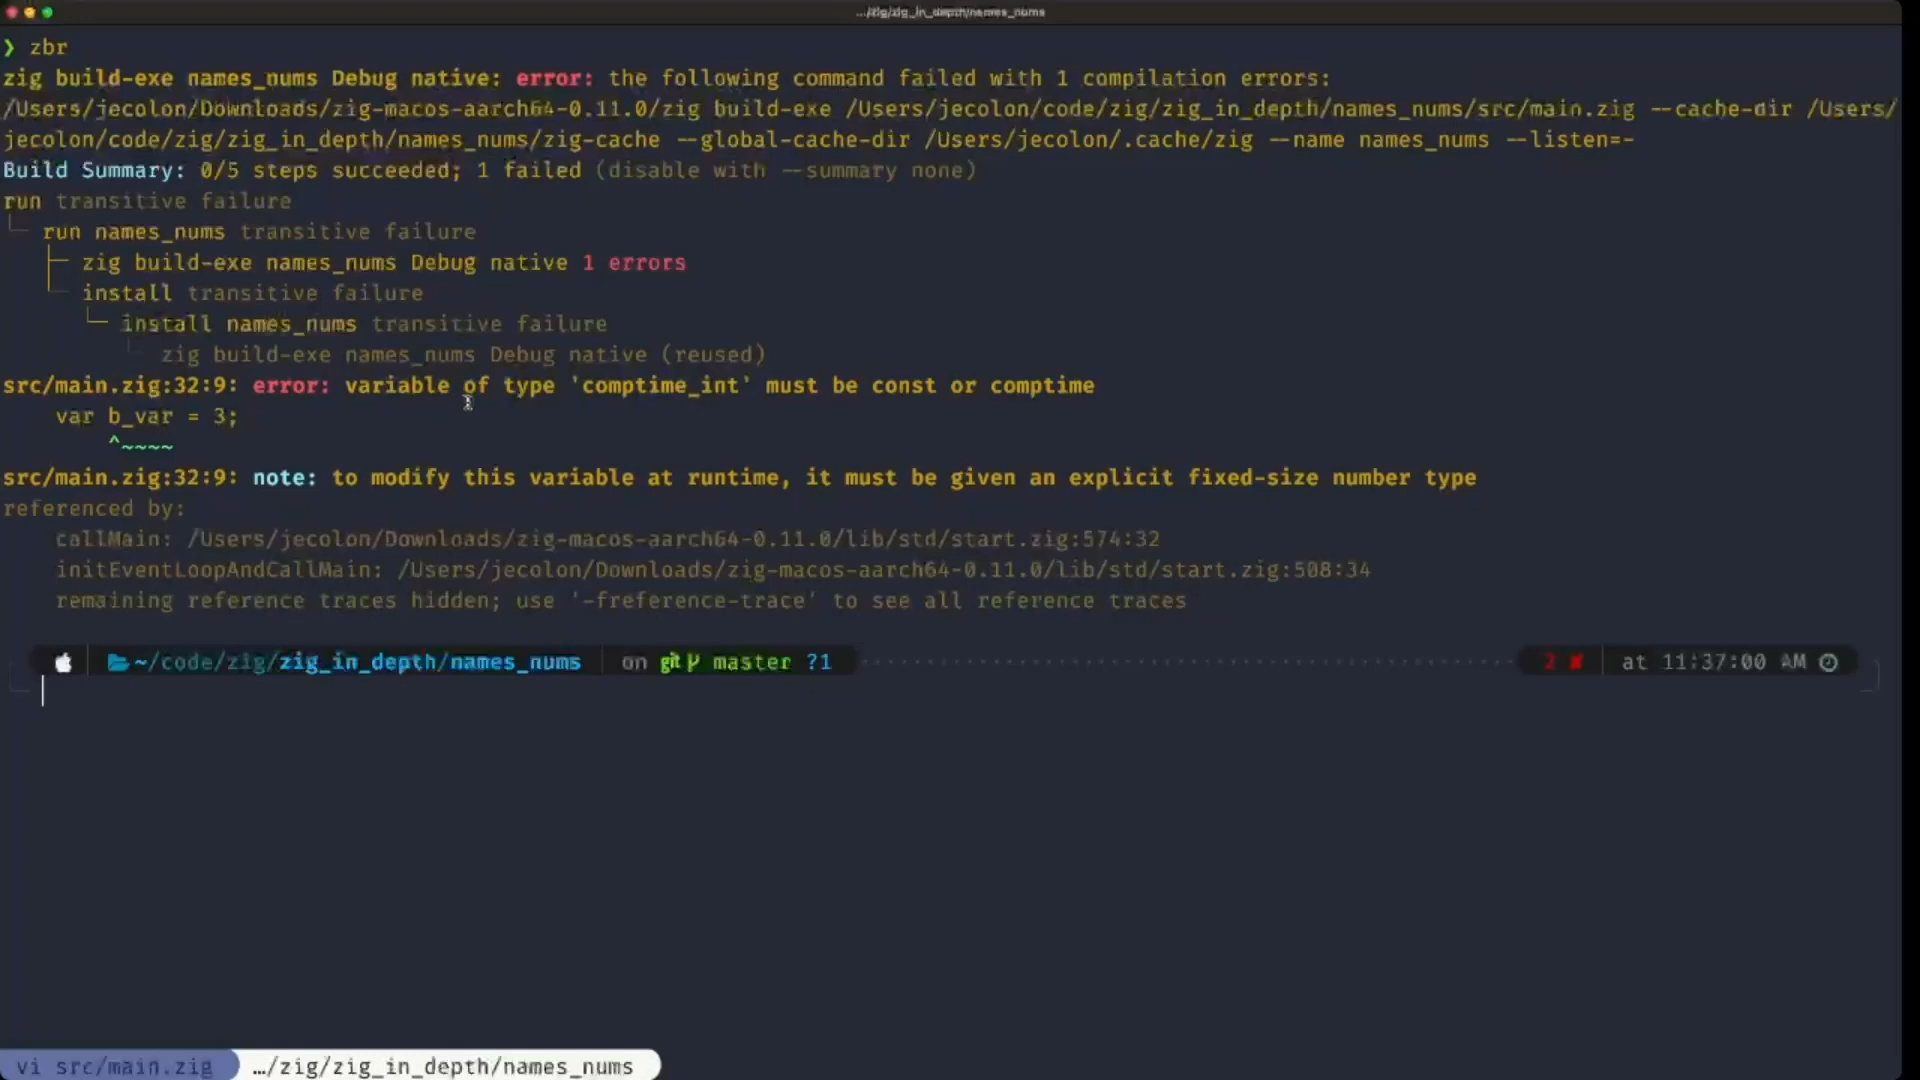 .../zig/zig_in_depth/names_nums
❯ zbr
zig build-exe names_nums Debug native: error: the following command failed with 1 compilation errors:
/Users/jecolon/Downloads/zig-macos-aarch64-0.11.0/zig build-exe /Users/jecolon/code/zig/zig_in_depth/names_nums/src/main.zig --cache-dir /Users/
jecolon/code/zig/zig_in_depth/names_nums/zig-cache --global-cache-dir /Users/jecolon/.cache/zig --name names_nums --listen=-
Build Summary: 0/5 steps succeeded; 1 failed (disable with --summary none)
run transitive failure
└─ run names_nums transitive failure
   ├─ zig build-exe names_nums Debug native 1 errors
   └─ install transitive failure
      └─ install names_nums transitive failure
         └─ zig build-exe names_nums Debug native (reused)
src/main.zig:32:9: error: variable of type 'comptime_int' must be const or comptime
    var b_var = 3;
        ^~~~~
src/main.zig:32:9: note: to modify this variable at runtime, it must be given an explicit fixed-size number type
referenced by:
    callMain: /Users/jecolon/Downloads/zig-macos-aarch64-0.11.0/lib/std/start.zig:574:32
    initEventLoopAndCallMain: /Users/jecolon/Downloads/zig-macos-aarch64-0.11.0/lib/std/start.zig:508:34
    remaining reference traces hidden; use '-freference-trace' to see all reference traces
~/code/zig/zig_in_depth/names_nums on git master ?1 2 ✘ at 11:37:00 AM
vi src/main.zig …/zig/zig_in_depth/names_nums